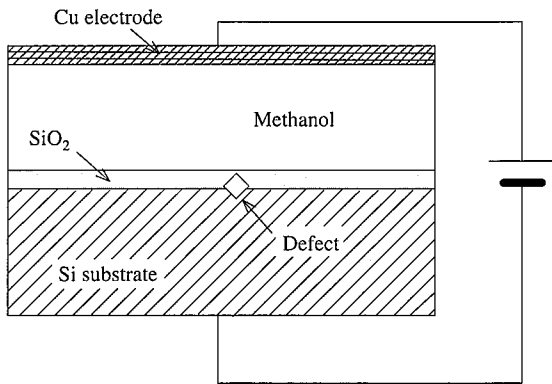 Cu electrode
Methanol
SiO₂
Defect
Si substrate